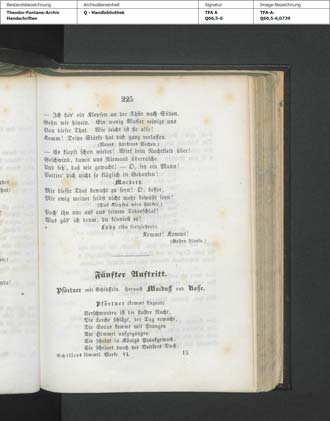 Bestandsbezeichnung Archivalieneinheit Signatur Image-Bezeichnung
Theodor-Fontane-Archiv Q - Handbibliothek TFA A TFA-A-
Handschriften Q66,5-6 Q66,5-6,0739
225
— Ich hör' ein Klopfen an der Thür nach Süden.
Gehn wir hinein. Ein wenig Wasser reinigt uns
Von dieser That. Wie leicht ist sie alle!
Komm! Deine Stärke hat dich ganz verlassen.
(Neues, stärkres Pochen.)
— Es klopft schon wieder! Wirf dein Nachtkleid über!
Geschwind, damit uns Niemand überrasche
Und seh', daß wir gewacht! — O, sey ein Mann!
Verlier' dich nicht so kläglich in Gedanken!
Macbeth.
Mir dieser That bewußt zu seyn! O, besser,
Mir ewig meiner selbst nicht mehr bewußt seyn!
(Das Klopfen wird stärker.)
Poch' ihn nur auf aus seinem Todesschlaf!
Was gäb' ich drum, du könntest es!
Lady (ihn fortziehend).
Kommt! Kommt!
(Gehen hinein.)
Fünfter Auftritt.
Pförtner mit Schlüsseln. Hernach Macduff und Rosse.
Pförtner (kommt singend).
Verschwunden ist die finstre Nacht,
Die Lerche schlägt, der Tag erwacht,
Die Sonne kommt mit Prangen
Am Himmel aufgegangen.
Sie scheint in Königs Prunkgemach,
Sie scheinet durch des Bettlers Dach,
Schillers sämmtl. Werke. VI. 15